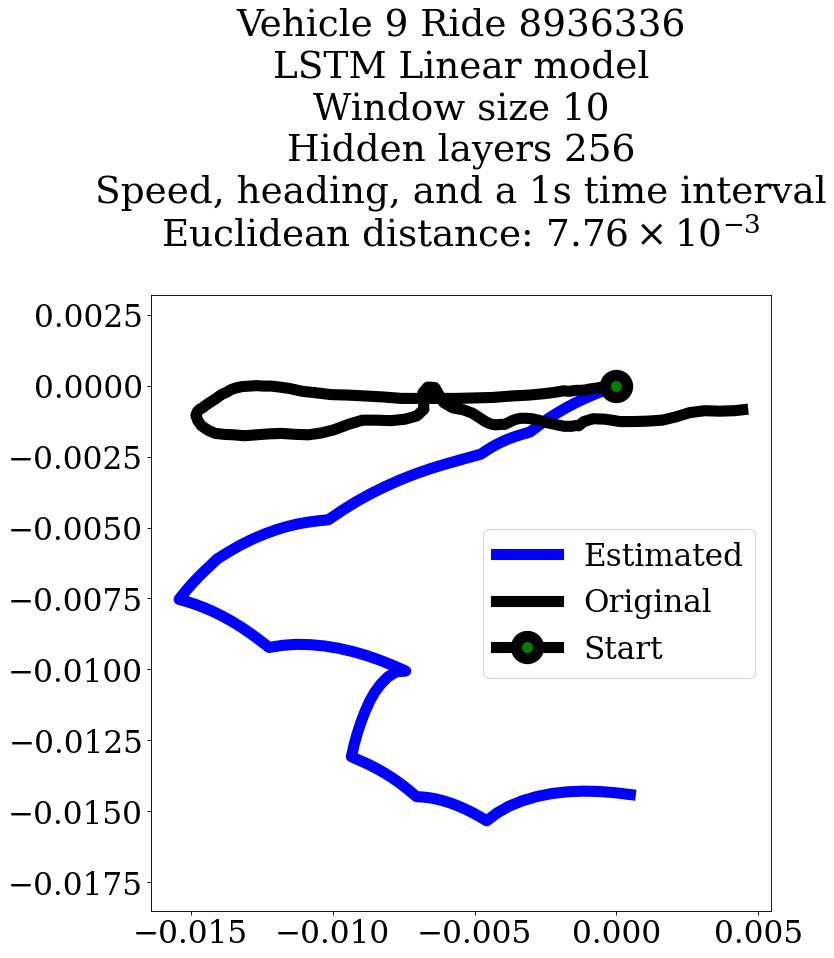 Vehicle 9 Ride 8936336
LSTM Linear model
Window size 10
Hidden layers 256
Speed, heading, and a 1s time interval
Euclidean distance: 7.76 × 10⁻³
0.0025
0.0000
−0.0025
−0.0050
−0.0075
−0.0100
−0.0125
−0.0150
−0.0175
Estimated
Original
Start
−0.015 −0.010 −0.005 0.000 0.005